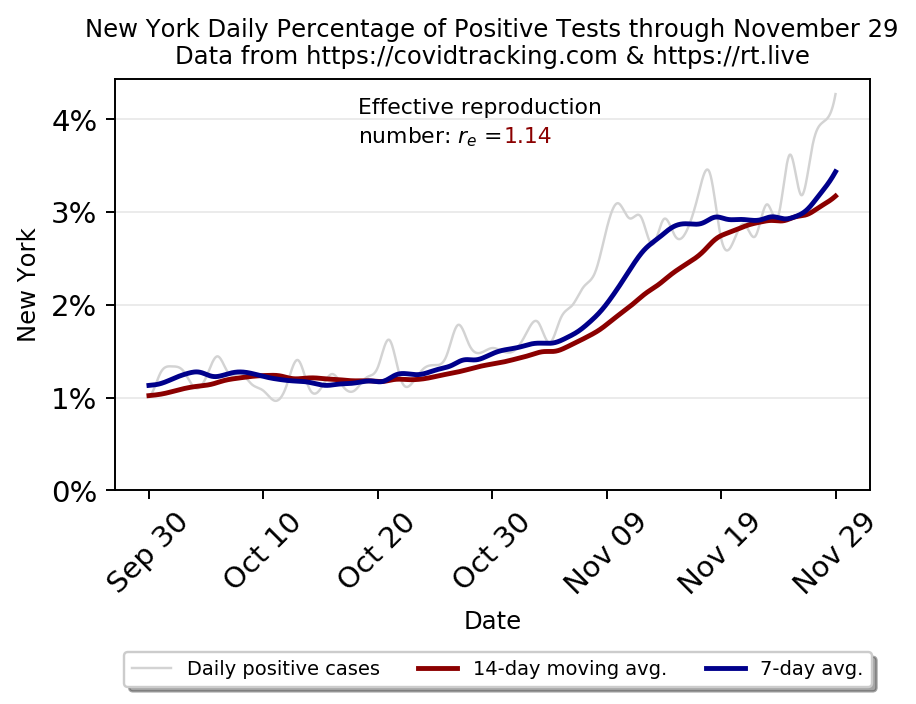 New York Daily Percentage of Positive Tests through November 29
Data from https://covidtracking.com & https://rt.live
Effective reproduction
number: rₑ =1.14
4%
3%
2%
1%
0%
New York
Sep 30
Oct 10
Oct 20
Oct 30
Nov 09
Nov 19
Nov 29
Date
Daily positive cases
14-day moving avg.
7-day avg.